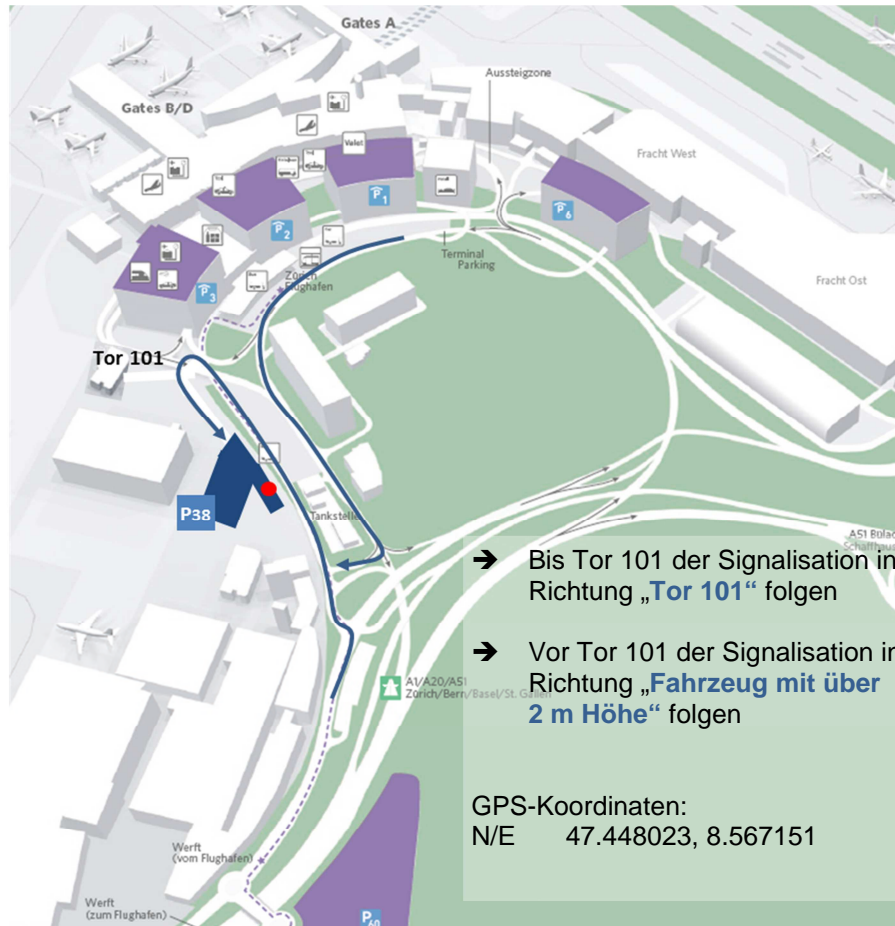 Gates A
Aussteigzone
Gates B/D
Valet
Fracht West
P1
P6
P2
Terminal
Parking
Zürich
Flughafen
Fracht Ost
P3
Tor 101
P38
Tankstelle
A51 Bülac
Schaffhaus
➔ Bis Tor 101 der Signalisation in
Richtung „Tor 101“ folgen
➔ Vor Tor 101 der Signalisation in
Richtung „Fahrzeug mit über
2 m Höhe“ folgen
A1/A20/A51
Zürich/Bern/Basel/St. Gallen
GPS-Koordinaten:
N/E 47.448023, 8.567151
Werft
(vom Flughafen)
Werft
(zum Flughafen)
P60